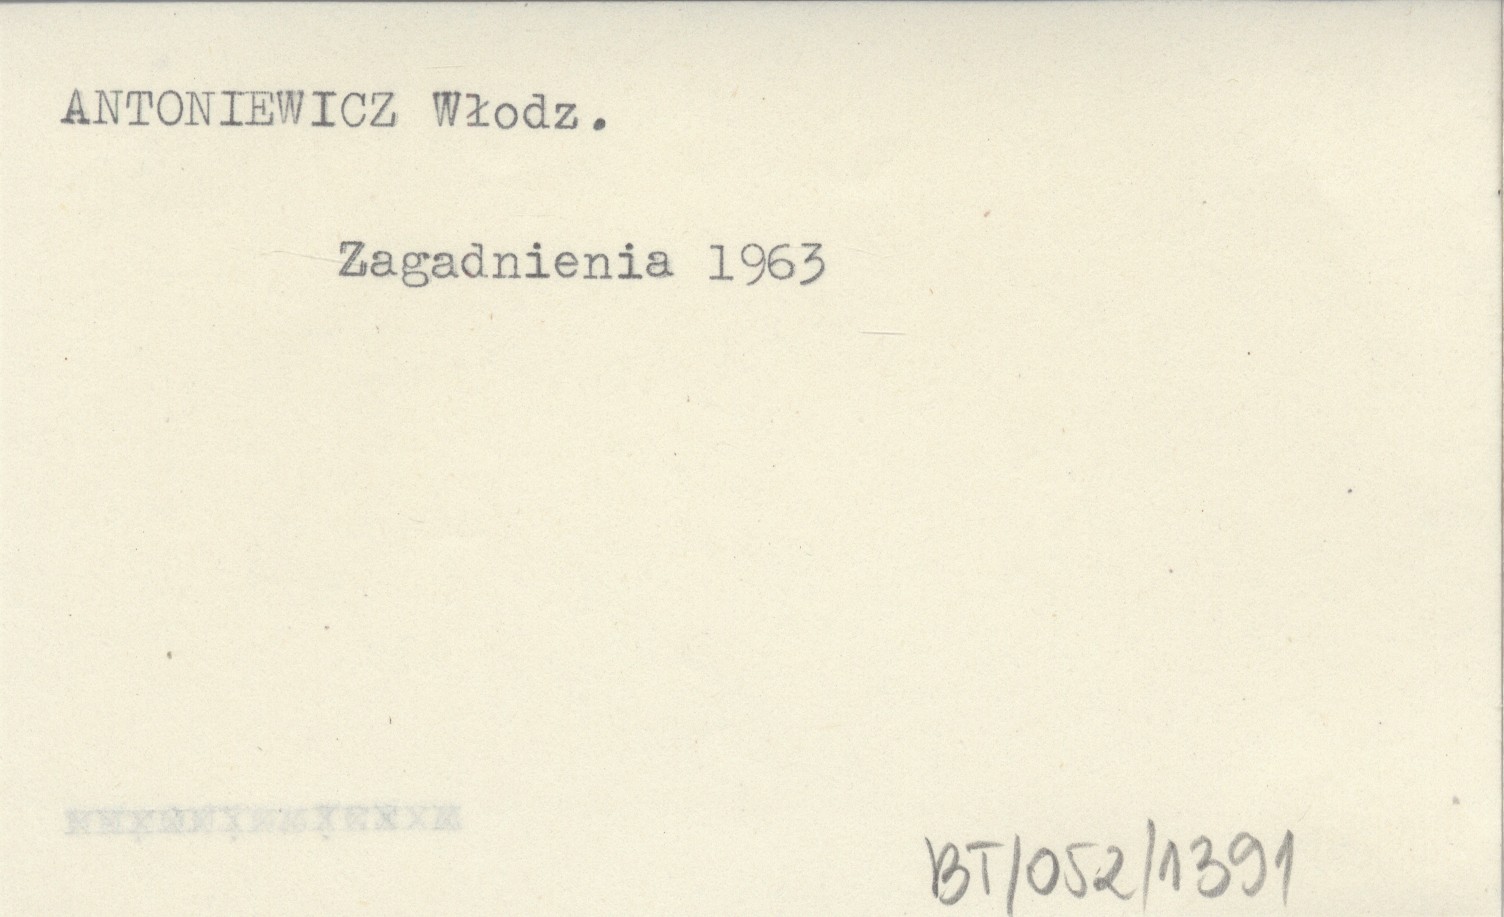 ANTONIEWICZ Włodz.
Zagadnienia 1963
BT/052/1391